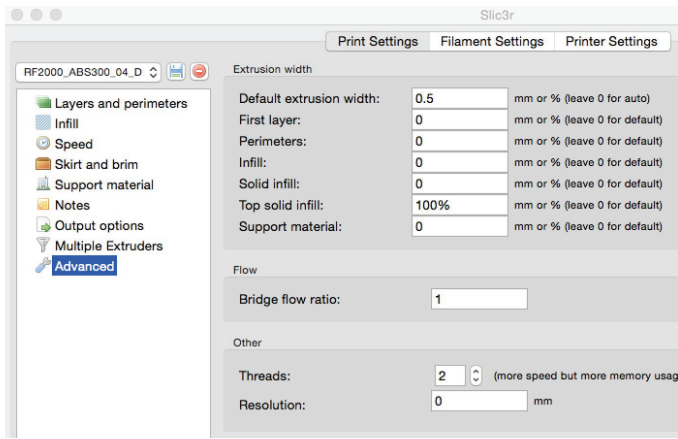 Slic3r
Print Settings Filament Settings Printer Settings
RF2000_ABS300_04_D
Layers and perimeters
Infill
Speed
Skirt and brim
Support material
Notes
Output options
Multiple Extruders
Advanced
Extrusion width
Default extrusion width: 0.5 mm or % (leave 0 for auto)
First layer: 0 mm or % (leave 0 for default)
Perimeters: 0 mm or % (leave 0 for default)
Infill: 0 mm or % (leave 0 for default)
Solid infill: 0 mm or % (leave 0 for default)
Top solid infill: 100% mm or % (leave 0 for default)
Support material: 0 mm or % (leave 0 for default)
Flow
Bridge flow ratio: 1
Other
Threads: 2 (more speed but more memory usag
Resolution: 0 mm